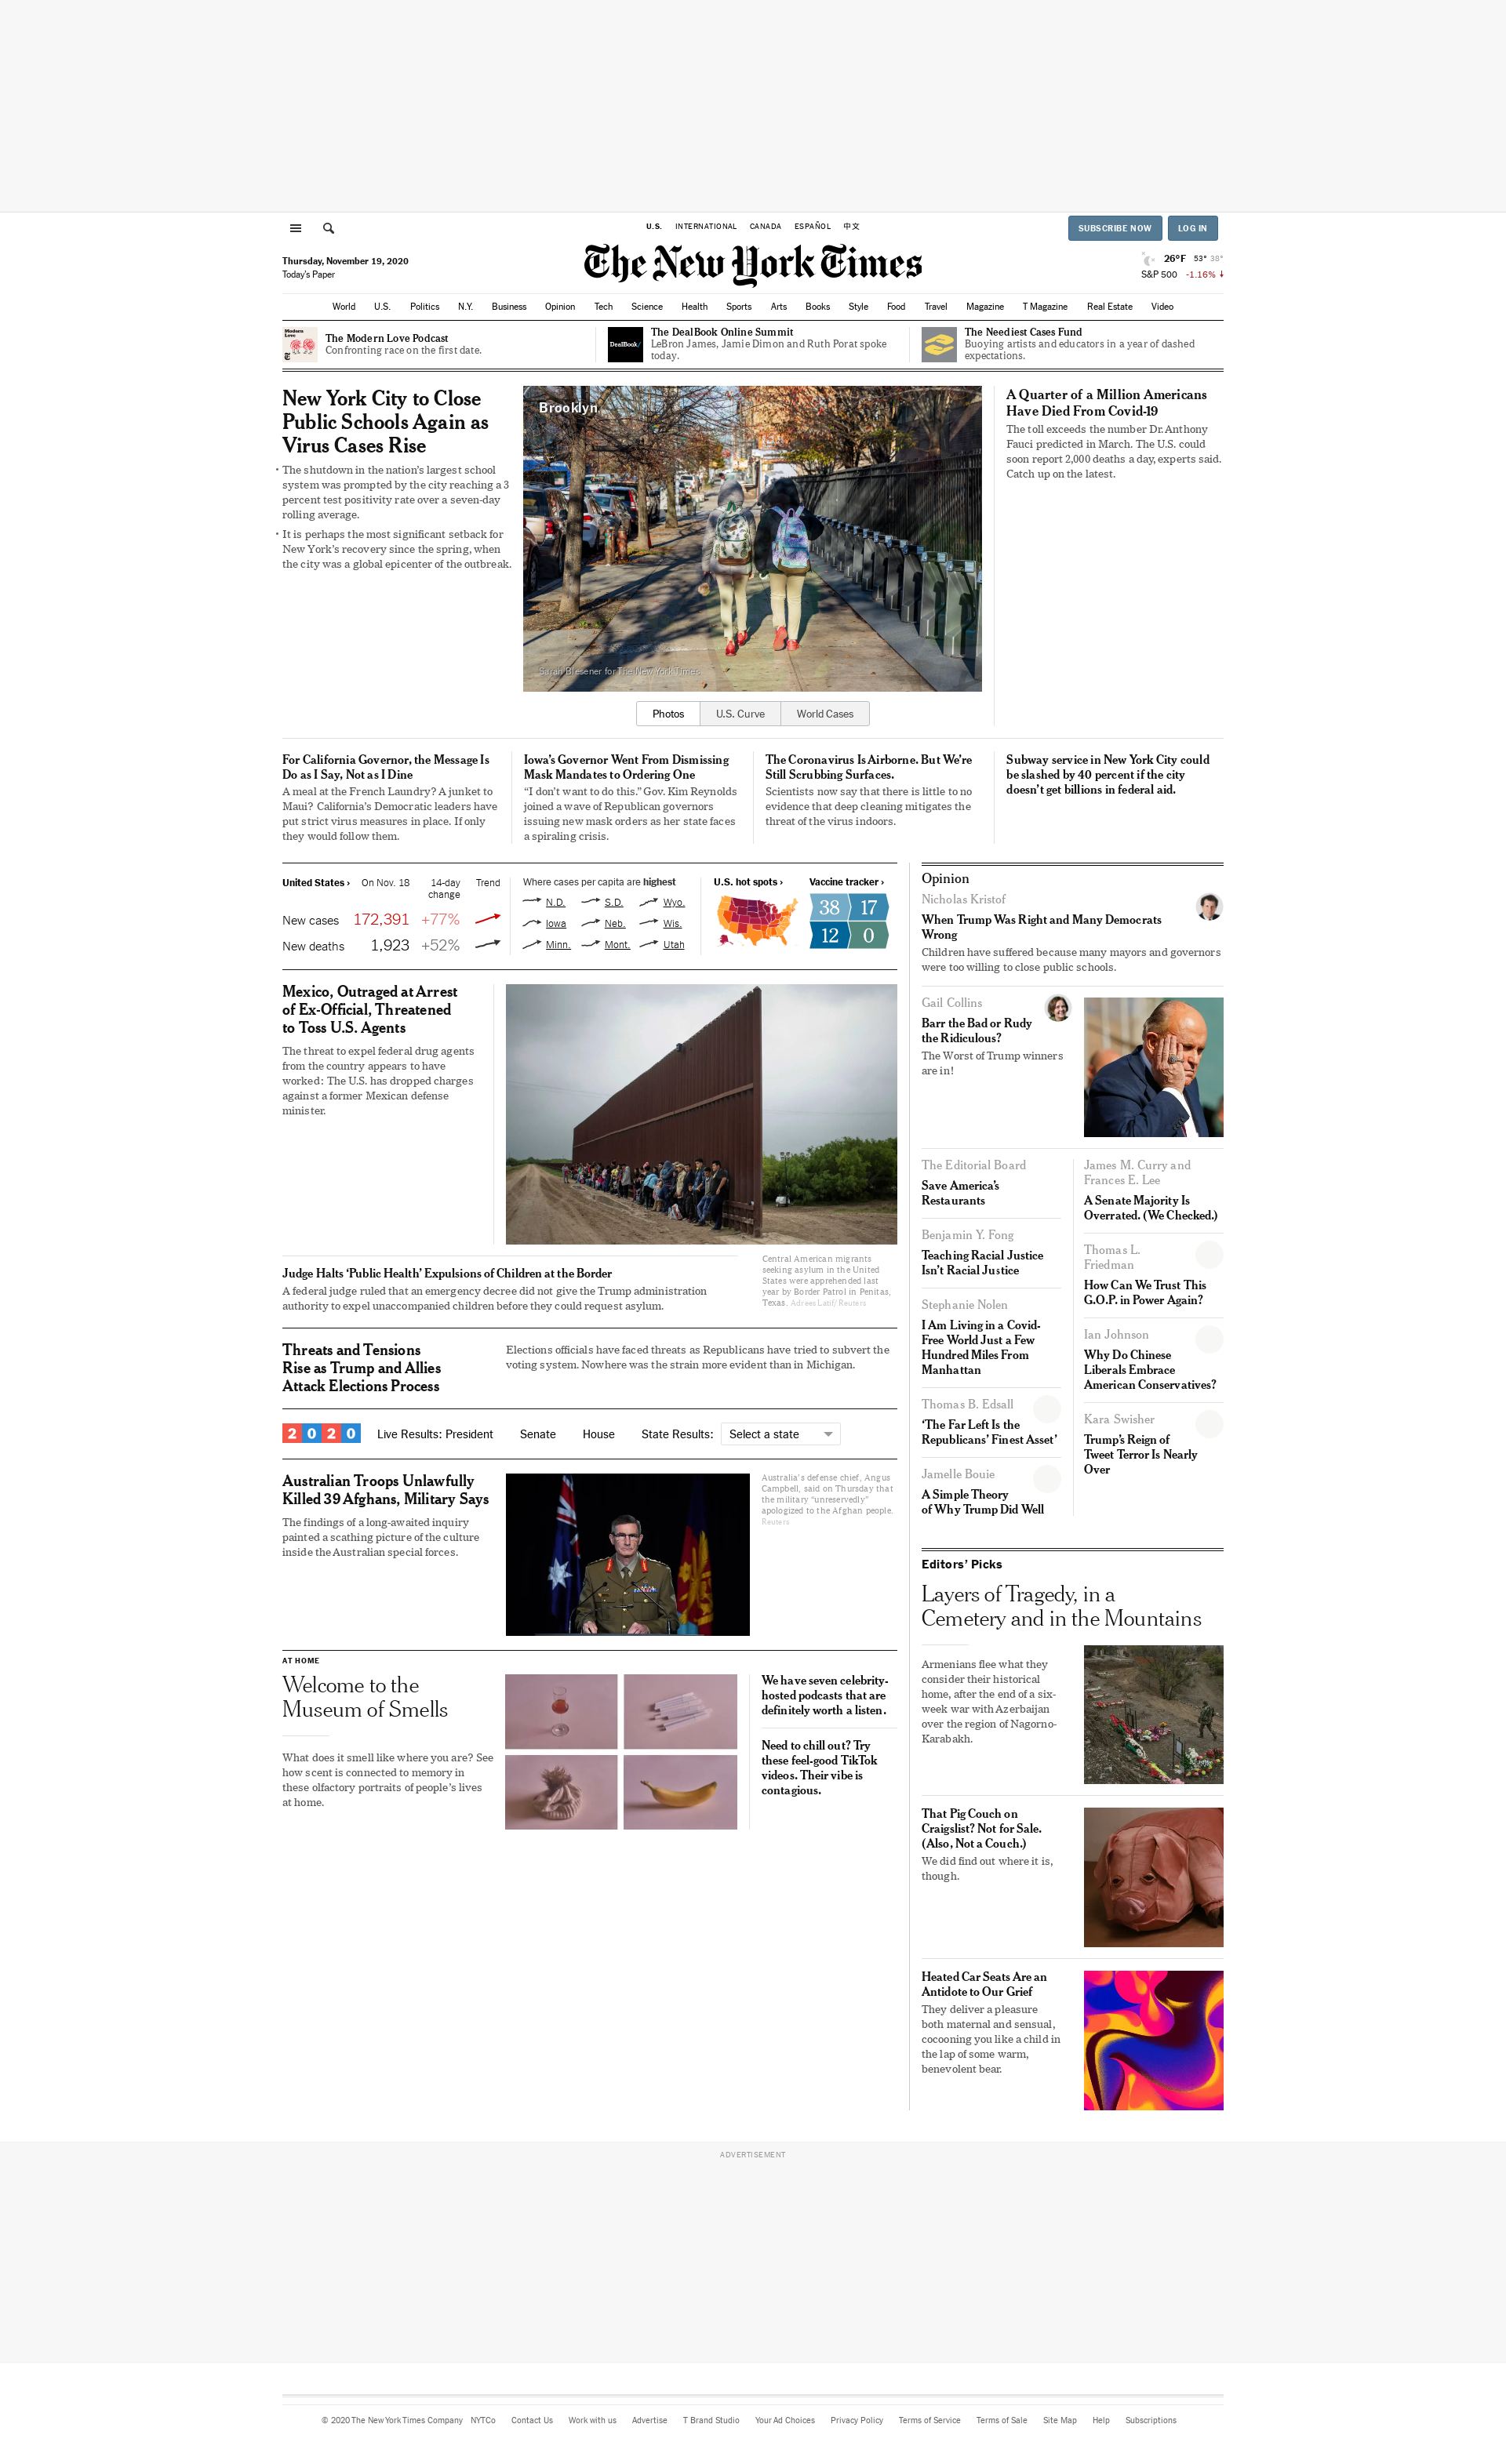 U.S. INTERNATIONAL CANADA ESPAÑOL 中文
SUBSCRIBE NOW LOG IN
Thursday, November 19, 2020
Today's Paper
The New York Times
26°F 53° 38°
S&P 500 -1.16% ↓
World U.S. Politics N.Y. Business Opinion Tech Science Health Sports Arts Books Style Food Travel Magazine T Magazine Real Estate Video
Modern
Love
The Modern Love Podcast
Confronting race on the first date.
DealBook/
The DealBook Online Summit
LeBron James, Jamie Dimon and Ruth Porat spoke
today.
The Neediest Cases Fund
Buoying artists and educators in a year of dashed
expectations.
New York City to Close
Public Schools Again as
Virus Cases Rise
• The shutdown in the nation's largest school
system was prompted by the city reaching a 3
percent test positivity rate over a seven-day
rolling average.
• It is perhaps the most significant setback for
New York's recovery since the spring, when
the city was a global epicenter of the outbreak.
Brooklyn
Sarah Blesener for The New York Times
Photos U.S. Curve World Cases
A Quarter of a Million Americans
Have Died From Covid-19
The toll exceeds the number Dr. Anthony
Fauci predicted in March. The U.S. could
soon report 2,000 deaths a day, experts said.
Catch up on the latest.
For California Governor, the Message Is
Do as I Say, Not as I Dine
A meal at the French Laundry? A junket to
Maui? California's Democratic leaders have
put strict virus measures in place. If only
they would follow them.
Iowa's Governor Went From Dismissing
Mask Mandates to Ordering One
“I don't want to do this.” Gov. Kim Reynolds
joined a wave of Republican governors
issuing new mask orders as her state faces
a spiraling crisis.
The Coronavirus Is Airborne. But We're
Still Scrubbing Surfaces.
Scientists now say that there is little to no
evidence that deep cleaning mitigates the
threat of the virus indoors.
Subway service in New York City could
be slashed by 40 percent if the city
doesn't get billions in federal aid.
United States › On Nov. 18 14-day
change Trend
New cases 172,391 +77%
New deaths 1,923 +52%
Where cases per capita are highest
N.D. S.D. Wyo.
Iowa Neb. Wis.
Minn. Mont. Utah
U.S. hot spots ›
Vaccine tracker ›
38 17
12 0
Mexico, Outraged at Arrest
of Ex-Official, Threatened
to Toss U.S. Agents
The threat to expel federal drug agents
from the country appears to have
worked: The U.S. has dropped charges
against a former Mexican defense
minister.
Judge Halts ‘Public Health’ Expulsions of Children at the Border
A federal judge ruled that an emergency decree did not give the Trump administration
authority to expel unaccompanied children before they could request asylum.
Central American migrants
seeking asylum in the United
States were apprehended last
year by Border Patrol in Penitas,
Texas. Adrees Latif/Reuters
Threats and Tensions
Rise as Trump and Allies
Attack Elections Process
Elections officials have faced threats as Republicans have tried to subvert the
voting system. Nowhere was the strain more evident than in Michigan.
2020 Live Results: President Senate House State Results: Select a state
Australian Troops Unlawfully
Killed 39 Afghans, Military Says
The findings of a long-awaited inquiry
painted a scathing picture of the culture
inside the Australian special forces.
Australia's defense chief, Angus
Campbell, said on Thursday that
the military “unreservedly”
apologized to the Afghan people.
Reuters
AT HOME
Welcome to the
Museum of Smells
What does it smell like where you are? See
how scent is connected to memory in
these olfactory portraits of people's lives
at home.
We have seven celebrity-
hosted podcasts that are
definitely worth a listen.
Need to chill out? Try
these feel-good TikTok
videos. Their vibe is
contagious.
Opinion
Nicholas Kristof
When Trump Was Right and Many Democrats
Wrong
Children have suffered because many mayors and governors
were too willing to close public schools.
Gail Collins
Barr the Bad or Rudy
the Ridiculous?
The Worst of Trump winners
are in!
The Editorial Board
Save America's
Restaurants
Benjamin Y. Fong
Teaching Racial Justice
Isn't Racial Justice
Stephanie Nolen
I Am Living in a Covid-
Free World Just a Few
Hundred Miles From
Manhattan
Thomas B. Edsall
‘The Far Left Is the
Republicans’ Finest Asset’
Jamelle Bouie
A Simple Theory
of Why Trump Did Well
James M. Curry and
Frances E. Lee
A Senate Majority Is
Overrated. (We Checked.)
Thomas L.
Friedman
How Can We Trust This
G.O.P. in Power Again?
Ian Johnson
Why Do Chinese
Liberals Embrace
American Conservatives?
Kara Swisher
Trump's Reign of
Tweet Terror Is Nearly
Over
Editors' Picks
Layers of Tragedy, in a
Cemetery and in the Mountains
Armenians flee what they
consider their historical
home, after the end of a six-
week war with Azerbaijan
over the region of Nagorno-
Karabakh.
That Pig Couch on
Craigslist? Not for Sale.
(Also, Not a Couch.)
We did find out where it is,
though.
Heated Car Seats Are an
Antidote to Our Grief
They deliver a pleasure
both maternal and sensual,
cocooning you like a child in
the lap of some warm,
benevolent bear.
ADVERTISEMENT
© 2020 The New York Times Company NYTCo Contact Us Work with us Advertise T Brand Studio Your Ad Choices Privacy Policy Terms of Service Terms of Sale Site Map Help Subscriptions